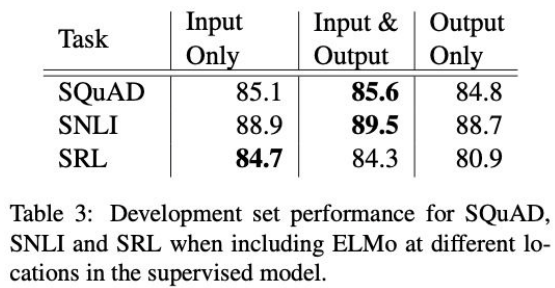 Task Input Only Input & Output Output Only
SQuAD 85.1 85.6 84.8
SNLI 88.9 89.5 88.7
SRL 84.7 84.3 80.9
Table 3: Development set performance for SQuAD,
SNLI and SRL when including ELMo at different lo-
cations in the supervised model.